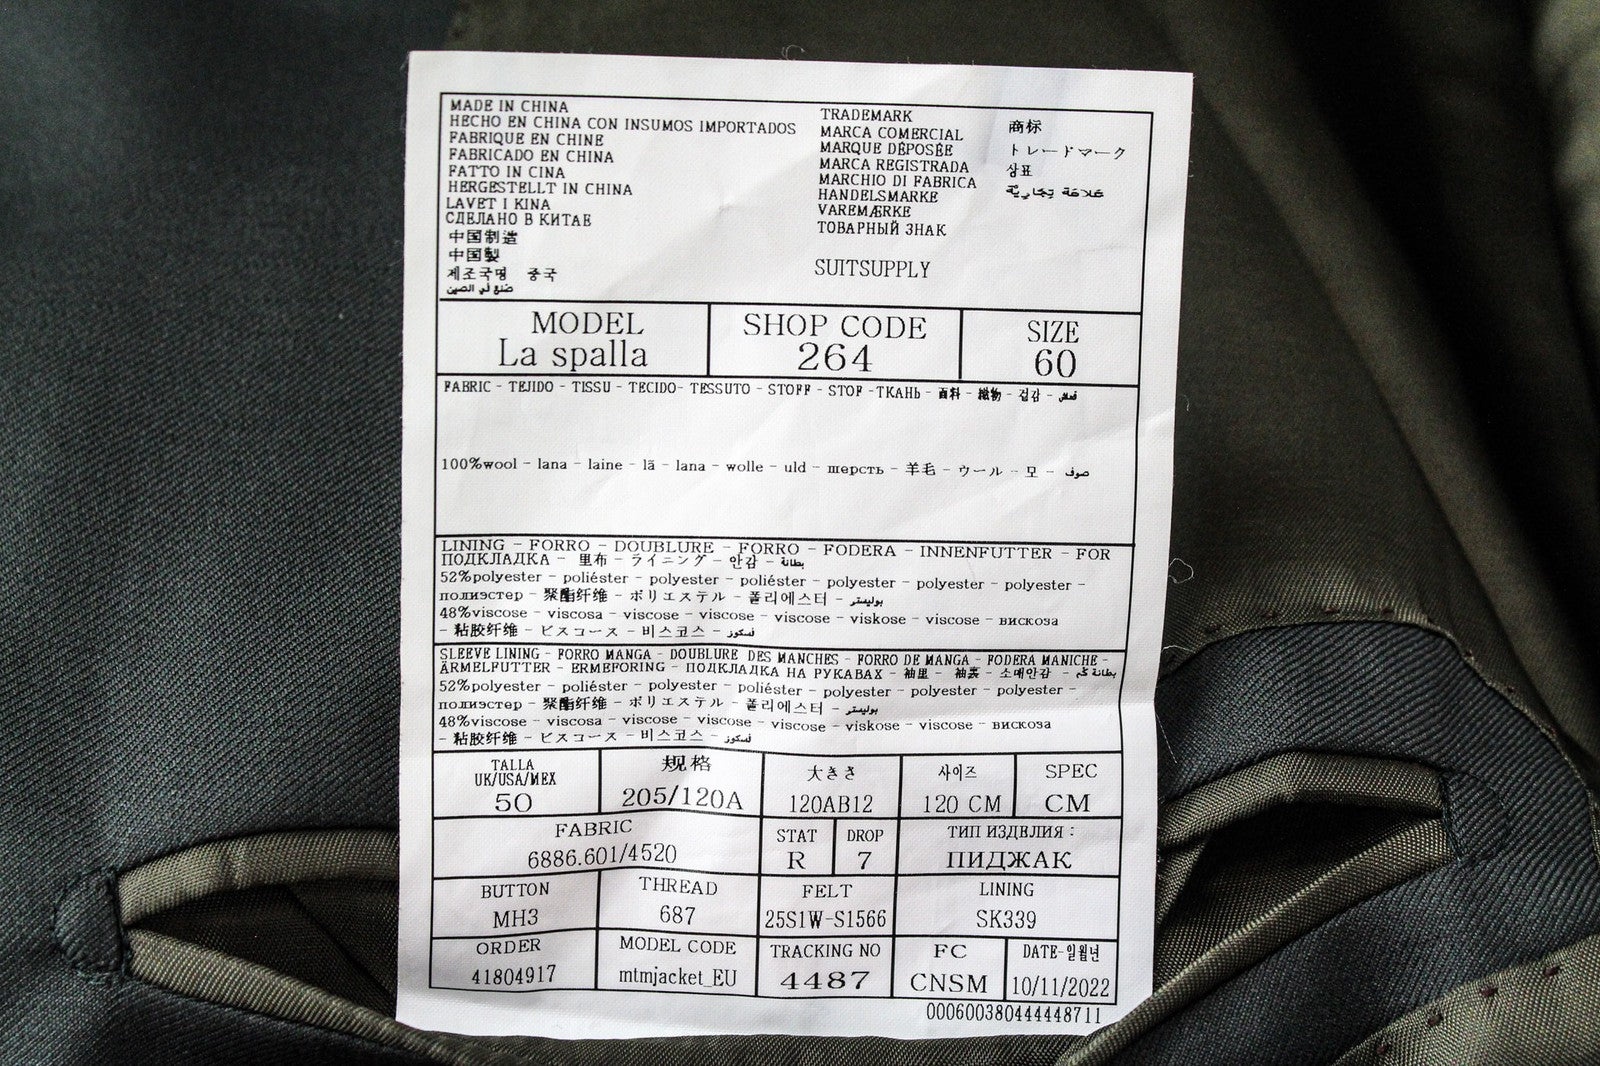 MADE IN CHINA
HECHO EN CHINA CON INSUMOS IMPORTADOS
FABRIQUE EN CHINE
FABRICADO EN CHINA
FATTO IN CINA
HERGESTELLT IN CHINA
LAVET I KINA
СДЕЛАНО В КИТАЕ
中国制造
中国製
제조국명 중국
صنع في الصين
TRADEMARK
MARCA COMERCIAL
MARQUE DÉPOSÉE
MARCA REGISTRADA
MARCHIO DI FABRICA
HANDELSMARKE
VAREMÆRKE
ТОВАРНЫЙ ЗНАК
商标
トレードマーク
상표
علامة تجارية
SUITSUPPLY
MODEL
La spalla
SHOP CODE
264
SIZE
60
FABRIC - TEJIDO - TISSU - TECIDO- TESSUTO - STOFF - STOF -ТКАНЬ - 面料 - 織物 - 겉감 - قماش
100%wool - lana - laine - lã - lana - wolle - uld - шерсть - 羊毛 - ウール - 모 - صوف
LINING - FORRO - DOUBLURE - FORRO - FODERA - INNENFUTTER - FOR
ПОДКЛАДКА - 里布 - ライニング - 안감 - بطانة
52%polyester - poliéster - polyester - poliéster - polyester - polyester - polyester -
полиэстер - 聚酯纤维 - ポリエステル - 폴리에스터 - بوليستر
48%viscose - viscosa - viscose - viscose - viscose - viskose - viscose - вискоза
- 粘胶纤维 - ビスコース - 비스코스 - فسكوز
SLEEVE LINING - FORRO MANGA - DOUBLURE DES MANCHES - FORRO DE MANGA - FODERA MANICHE -
ÄRMELFUTTER - ERMEFORING - ПОДКЛАДКА НА РУКАВАХ - 袖里 - 袖裏 - 소매안감 - بطانة كم
52%polyester - poliéster - polyester - poliéster - polyester - polyester - polyester -
полиэстер - 聚酯纤维 - ポリエステル - 폴리에스터 - بوليستر
48%viscose - viscosa - viscose - viscose - viscose - viskose - viscose - вискоза
- 粘胶纤维 - ビスコース - 비스코스 - فسكوز
TALLA
UK/USA/MEX
50
规格
205/120A
大きさ
120AB12
사이즈
120 CM
SPEC
CM
FABRIC
6886.601/4520
STAT
R
DROP
7
ТИП ИЗДЕЛИЯ :
ПИДЖАК
BUTTON
MH3
THREAD
687
FELT
25S1W-S1566
LINING
SK339
ORDER
41804917
MODEL CODE
mtmjacket_EU
TRACKING NO
4487
FC
CNSM
DATE-일월년
10/11/2022
000600380444448711